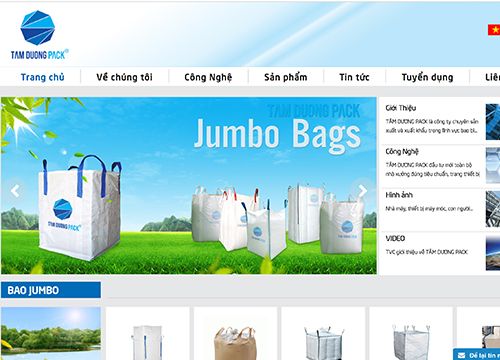 TAM DUONG PACK
Trang chủ
Về chúng tôi
Công Nghệ
Sản phẩm
Tin tức
Tuyển dụng
TAM DUONG PACK
Jumbo Bags
TAM DUONG PACK
Giới Thiệu
TÂM DƯƠNG PACK là công ty chuyên sản
xuất và xuất khẩu trong lĩnh vực bao bì..
Công Nghệ
TÂM DƯƠNG PACK đầu tư mới toàn bộ
nhà xưởng đúng tiêu chuẩn, trang thiết bị
Hình ảnh
Nhà máy, thiết bị máy móc, con người...
VIDEO
TVC giới thiệu về TÂM DƯƠNG PACK
BAO JUMBO
Để lại tin